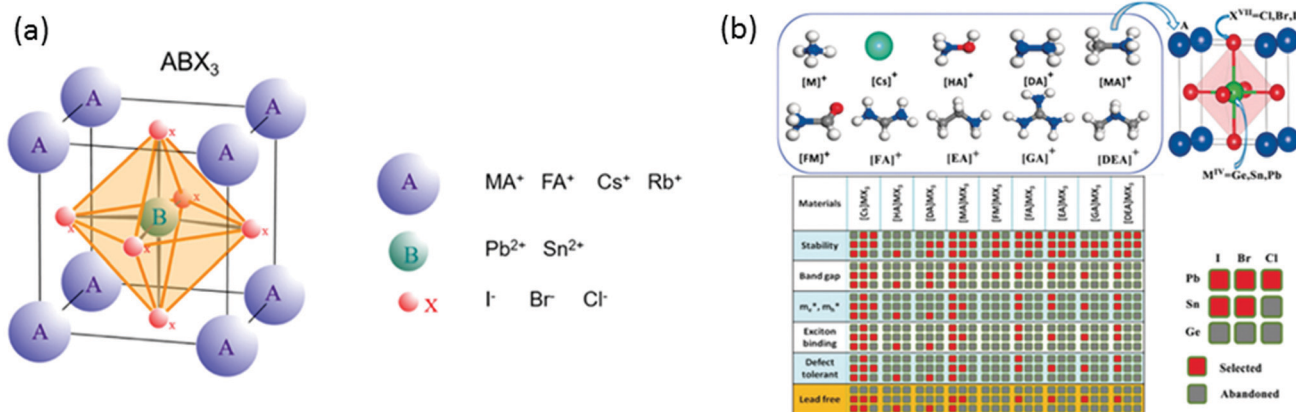 (a)
ABX₃
A A
A A
x
x
B
x
x
x
x
A A
A A
A MA⁺ FA⁺ Cs⁺ Rb⁺
B Pb²⁺ Sn²⁺
x I⁻ Br⁻ Cl⁻
(b)
[M]⁺ [Cs]⁺ [HA]⁺ [DA]⁺ [MA]⁺
[FM]⁺ [FA]⁺ [EA]⁺ [GA]⁺ [DEA]⁺
A
Xⱽᴵᴵ=Cl,Br,I
Mᴵⱽ=Ge,Sn,Pb
Materials [Cs]MX₃ [HA]MX₃ [DA]MX₃ [MA]MX₃ [FM]MX₃ [FA]MX₃ [EA]MX₃ [GA]MX₃ [DEA]MX₃
Stability
Band gap
mₑ*, mₕ*
Exciton
binding
Defect
tolerant
Lead free
I Br Cl
Pb
Sn
Ge
Selected
Abandoned